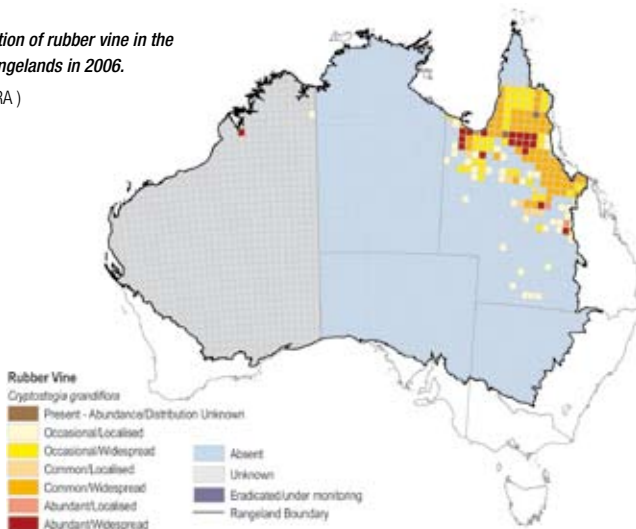 tion of rubber vine in the
ngelands in 2006.
RA )
Rubber Vine
Cryptostegia grandiflora
Present - Abundance/Distribution Unknown
Occasional/Localised
Occasional/Widespread
Common/Localised
Common/Widespread
Abundant/Localised
Abundant/Widespread
Absent
Unknown
Eradicated/under monitoring
Rangeland Boundary